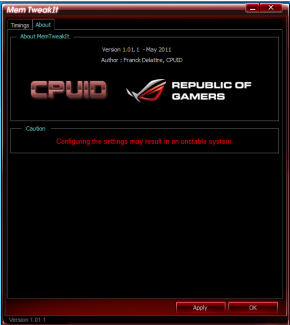 Mem TweakIt
Timings About
About MemTweakIt
Version 1.01.1 - May 2011
Author : Franck Delattre, CPUID
CPUID
REPUBLIC OF
GAMERS
Caution
Configuring the settings may result in an unstable system
Apply OK
Version 1.01.1